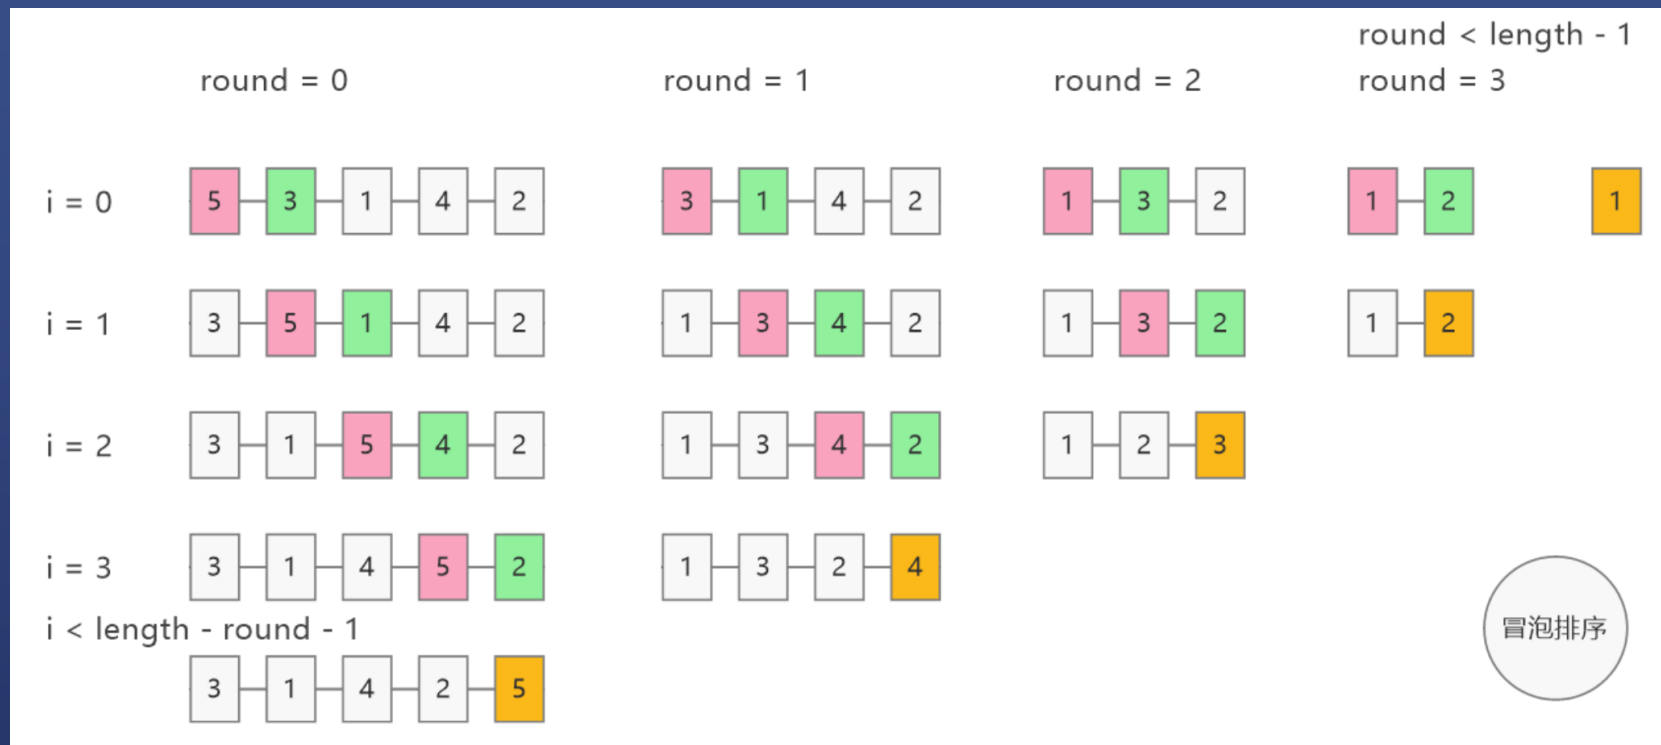 round < length - 1
round = 0 round = 1 round = 2 round = 3
i = 0 5 3 1 4 2 3 1 4 2 1 3 2 1 2 1
i = 1 3 5 1 4 2 1 3 4 2 1 3 2 1 2
i = 2 3 1 5 4 2 1 3 4 2 1 2 3
i = 3 3 1 4 5 2 1 3 2 4
i < length - round - 1
冒泡排序
3 1 4 2 5